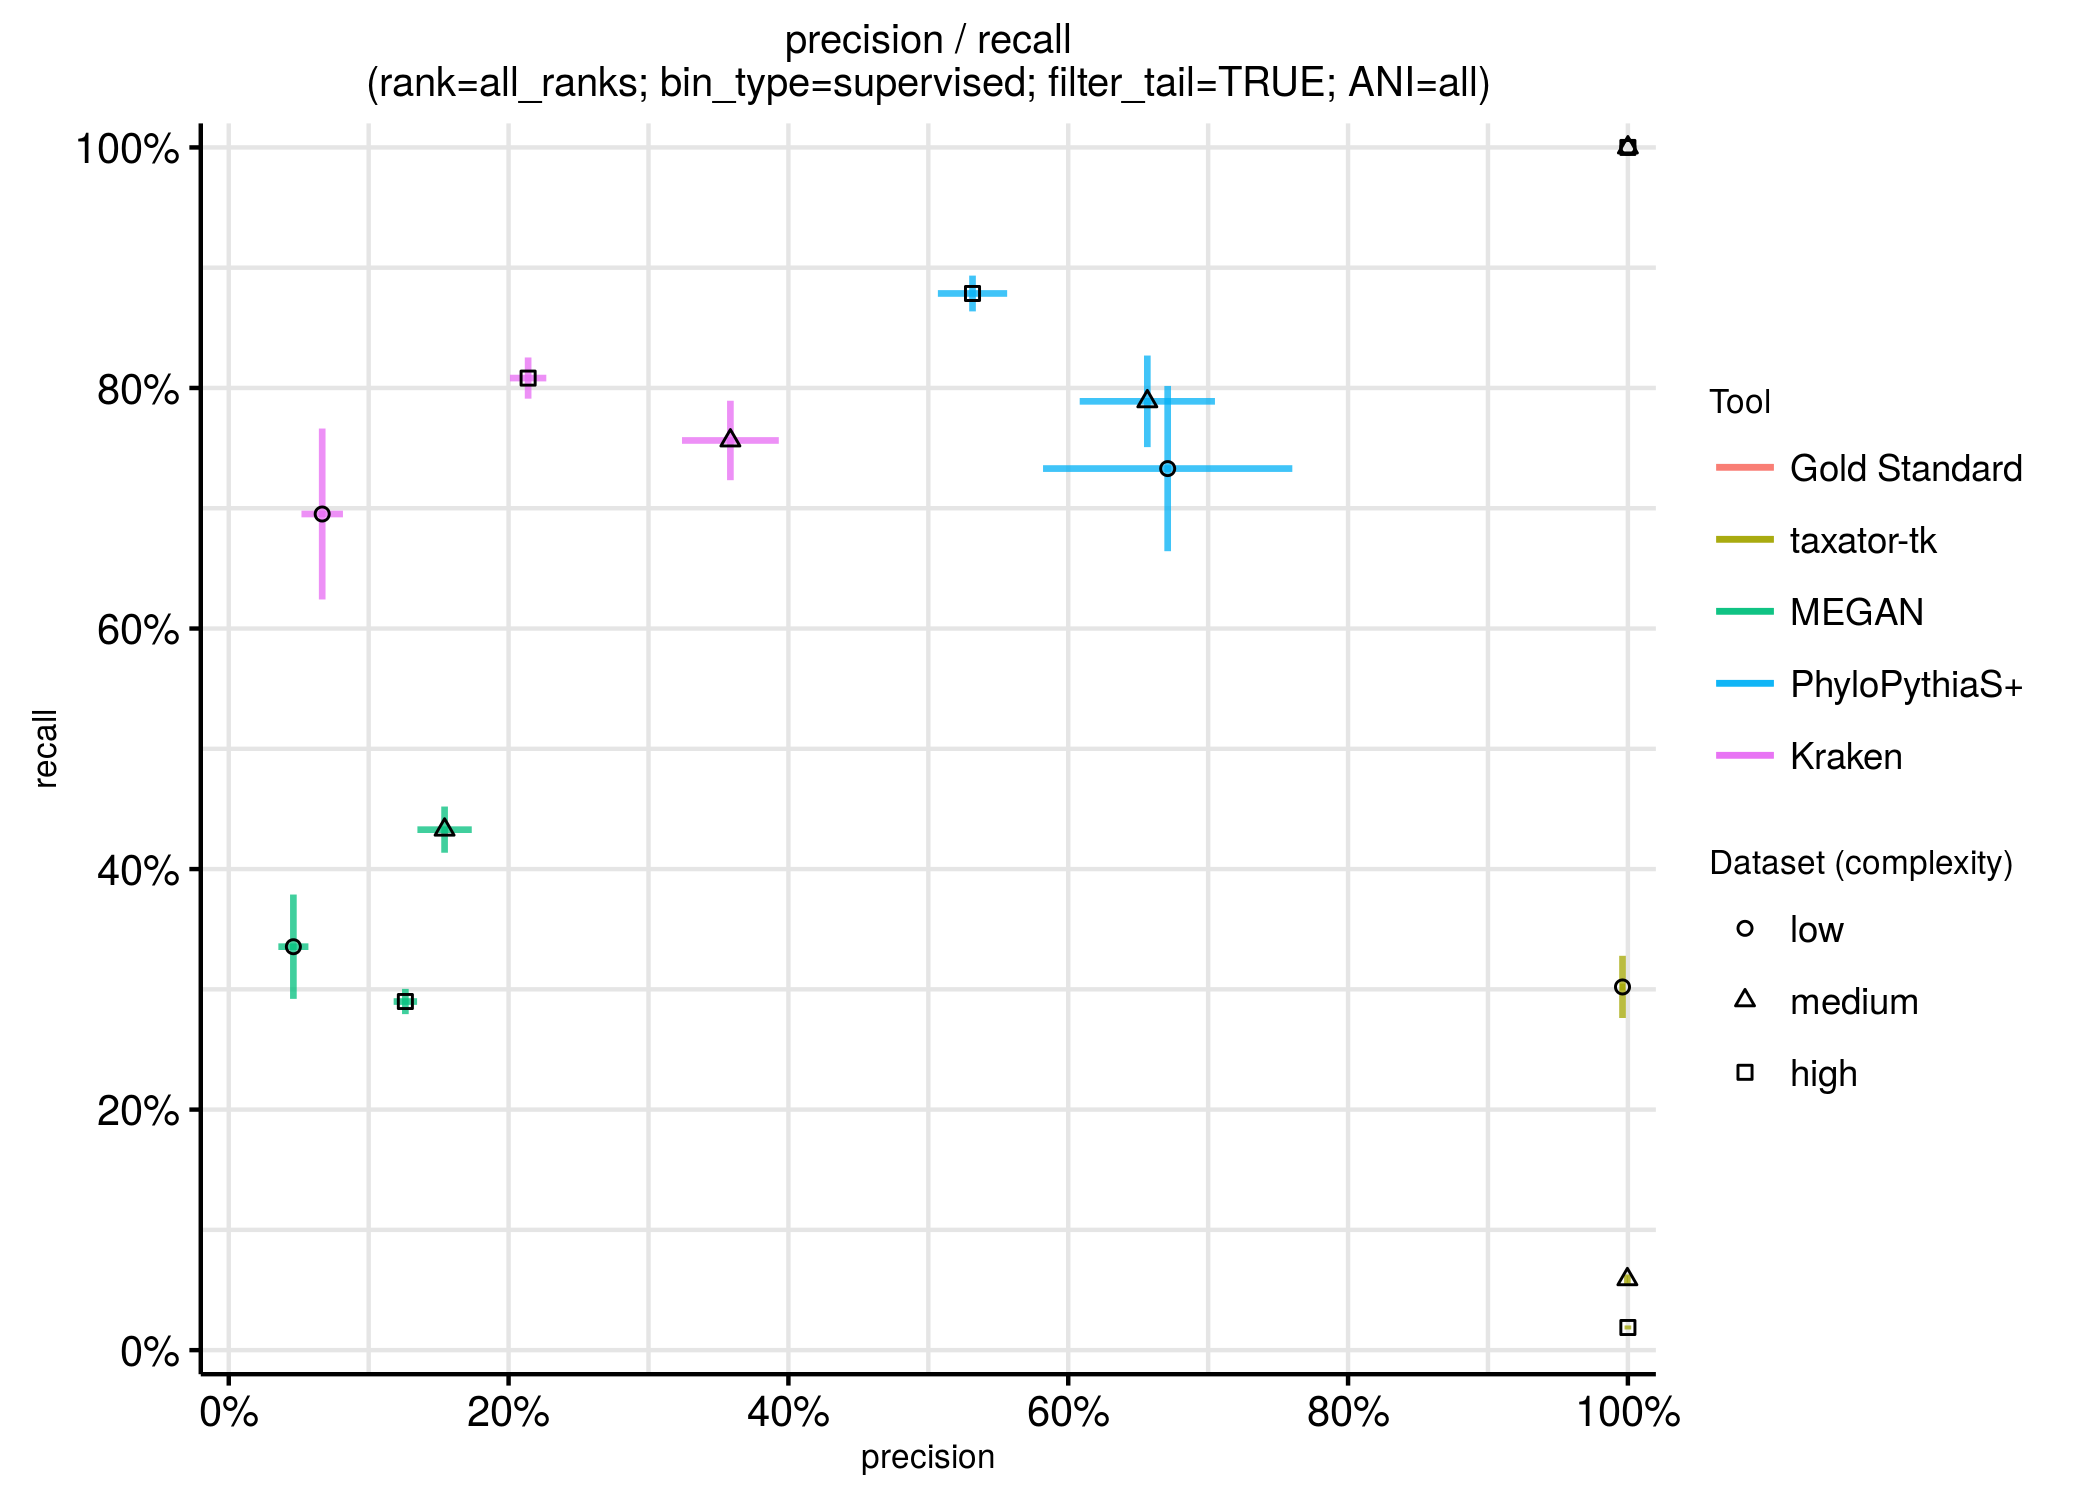 precision / recall
(rank=all_ranks; bin_type=supervised; filter_tail=TRUE; ANI=all)
100%
80%
60%
40%
20%
0%
recall
0%
20%
40%
60%
80%
100%
precision
Tool
Gold Standard
taxator-tk
MEGAN
PhyloPythiaS+
Kraken
Dataset (complexity)
low
medium
high